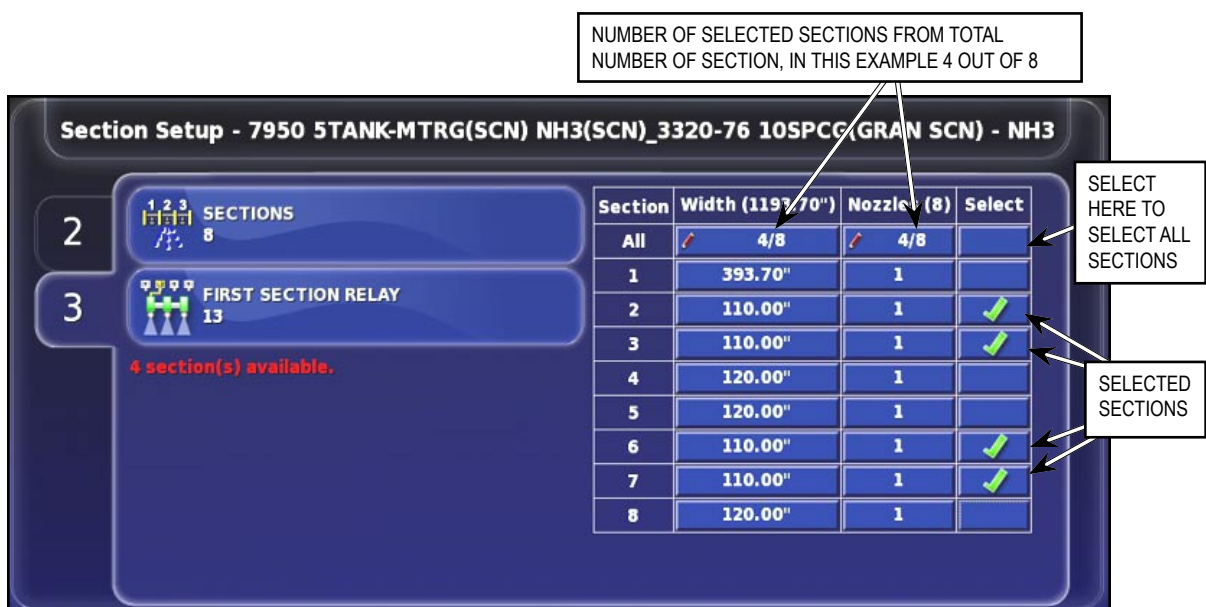 NUMBER OF SELECTED SECTIONS FROM TOTAL
NUMBER OF SECTION, IN THIS EXAMPLE 4 OUT OF 8
Section Setup - 7950 5TANK-MTRG(SCN) NH3(SCN)_3320-76 10SPCG(GRAN SCN) - NH3
2
1 2 3
SECTIONS
8
3
FIRST SECTION RELAY
13
4 section(s) available.
Section Width (1193.70") Nozzles (8) Select
All 4/8 4/8
1 393.70" 1
2 110.00" 1
3 110.00" 1
4 120.00" 1
5 120.00" 1
6 110.00" 1
7 110.00" 1
8 120.00" 1
SELECT
HERE TO
SELECT ALL
SECTIONS
SELECTED
SECTIONS